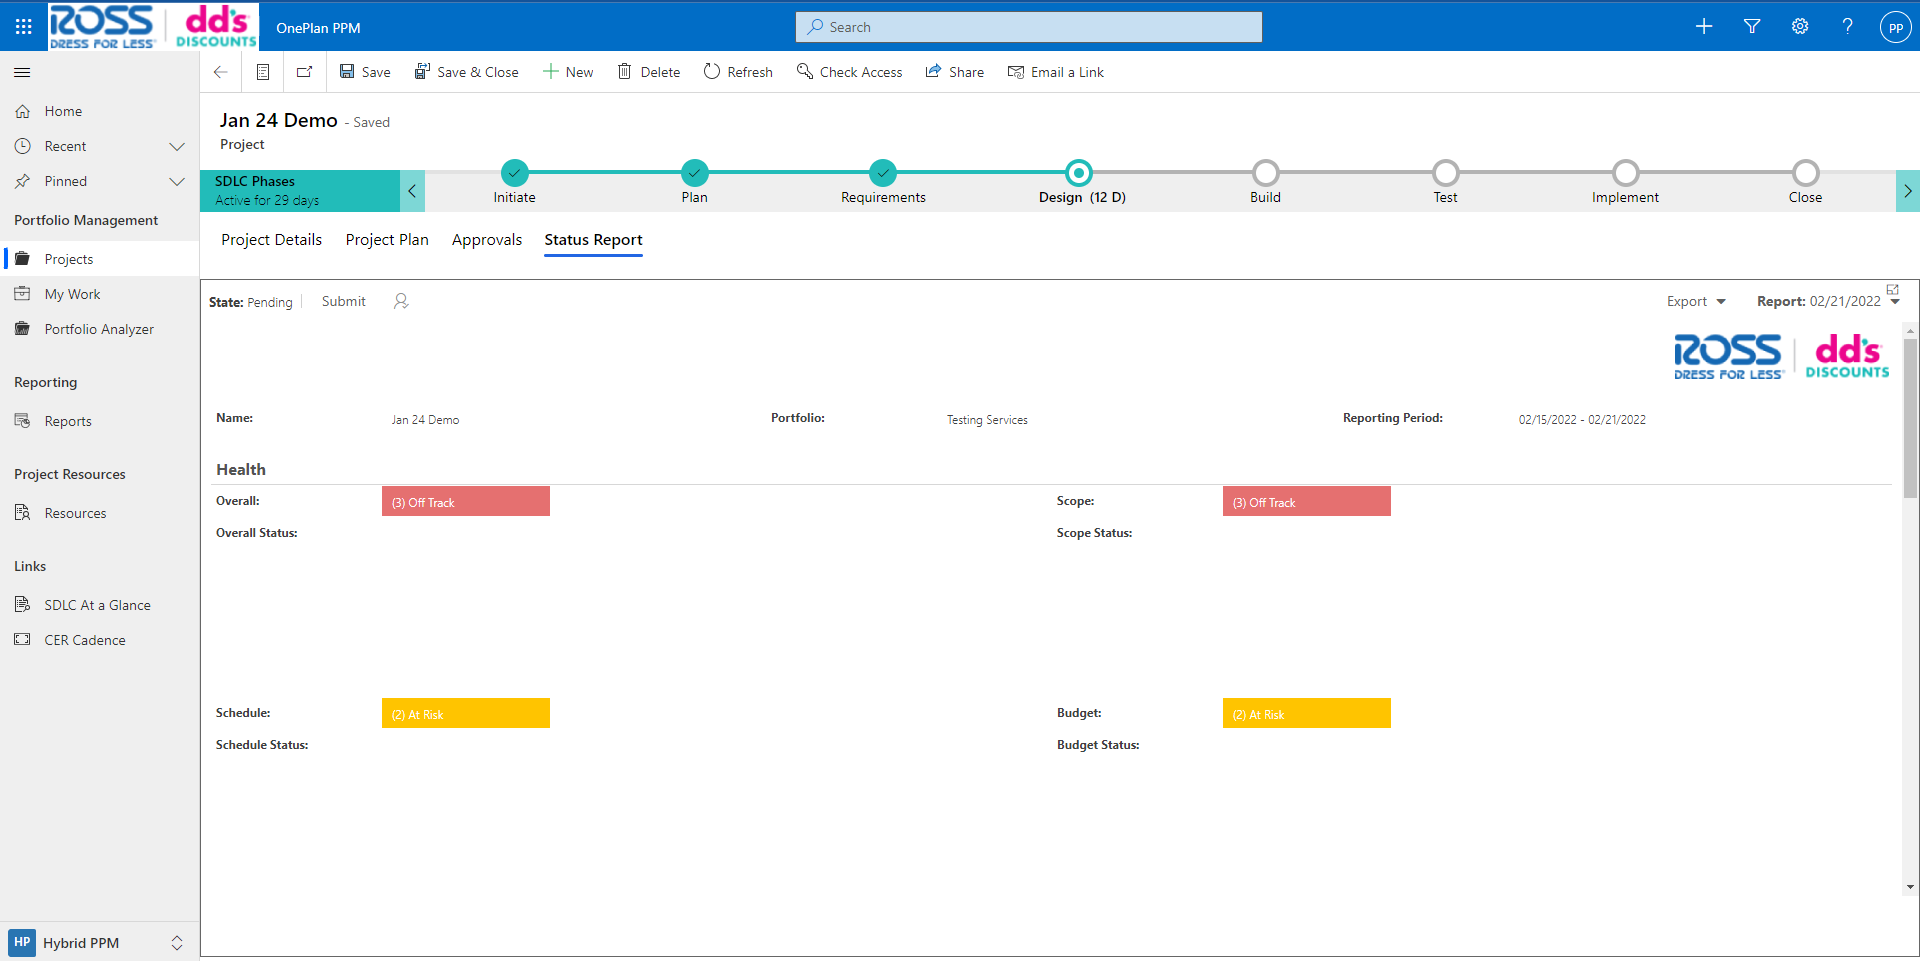 ROSS dd's
DRESS FOR LESS DISCOUNTS
OnePlan PPM
Search
PP
Save
Save & Close
New
Delete
Refresh
Check Access
Share
Email a Link
Home
Recent
Pinned
Portfolio Management
Projects
My Work
Portfolio Analyzer
Reporting
Reports
Project Resources
Resources
Links
SDLC At a Glance
CER Cadence
HP Hybrid PPM
Jan 24 Demo - Saved
Project
SDLC Phases
Active for 29 days
Initiate
Plan
Requirements
Design (12 D)
Build
Test
Implement
Close
Project Details
Project Plan
Approvals
Status Report
State: Pending
Submit
Export
Report: 02/21/2022
ROSS dd's
DRESS FOR LESS DISCOUNTS
Name: Jan 24 Demo
Portfolio: Testing Services
Reporting Period: 02/15/2022 - 02/21/2022
Health
Overall: (3) Off Track
Scope: (3) Off Track
Overall Status:
Scope Status:
Schedule: (2) At Risk
Budget: (2) At Risk
Schedule Status:
Budget Status: